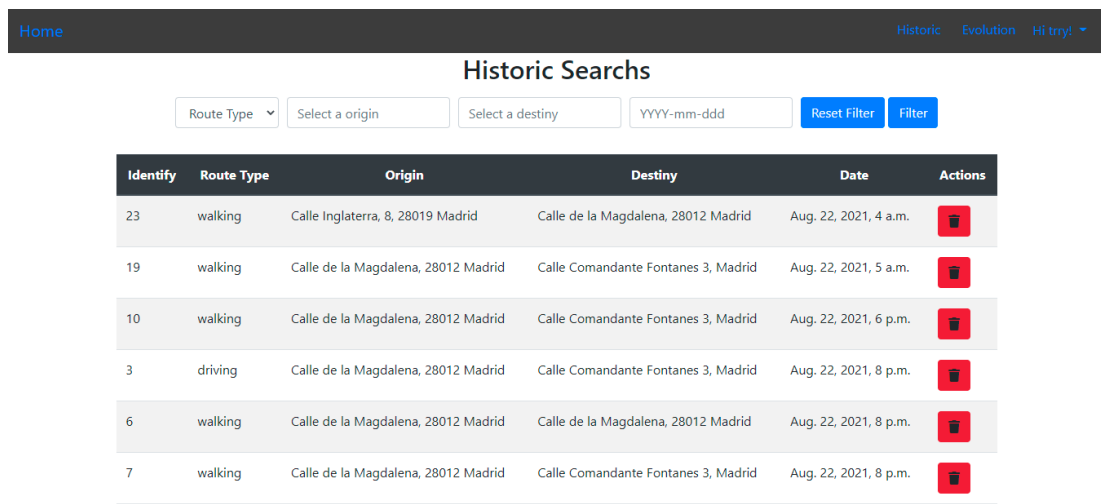 Home Historic Evolution Hi trry!
Historic Searchs
Route Type Select a origin Select a destiny YYYY-mm-ddd Reset Filter Filter
Identify Route Type Origin Destiny Date Actions
23 walking Calle Inglaterra, 8, 28019 Madrid Calle de la Magdalena, 28012 Madrid Aug. 22, 2021, 4 a.m.
19 walking Calle de la Magdalena, 28012 Madrid Calle Comandante Fontanes 3, Madrid Aug. 22, 2021, 5 a.m.
10 walking Calle de la Magdalena, 28012 Madrid Calle Comandante Fontanes 3, Madrid Aug. 22, 2021, 6 p.m.
3 driving Calle de la Magdalena, 28012 Madrid Calle Comandante Fontanes 3, Madrid Aug. 22, 2021, 8 p.m.
6 walking Calle de la Magdalena, 28012 Madrid Calle de la Magdalena, 28012 Madrid Aug. 22, 2021, 8 p.m.
7 walking Calle de la Magdalena, 28012 Madrid Calle Comandante Fontanes 3, Madrid Aug. 22, 2021, 8 p.m.